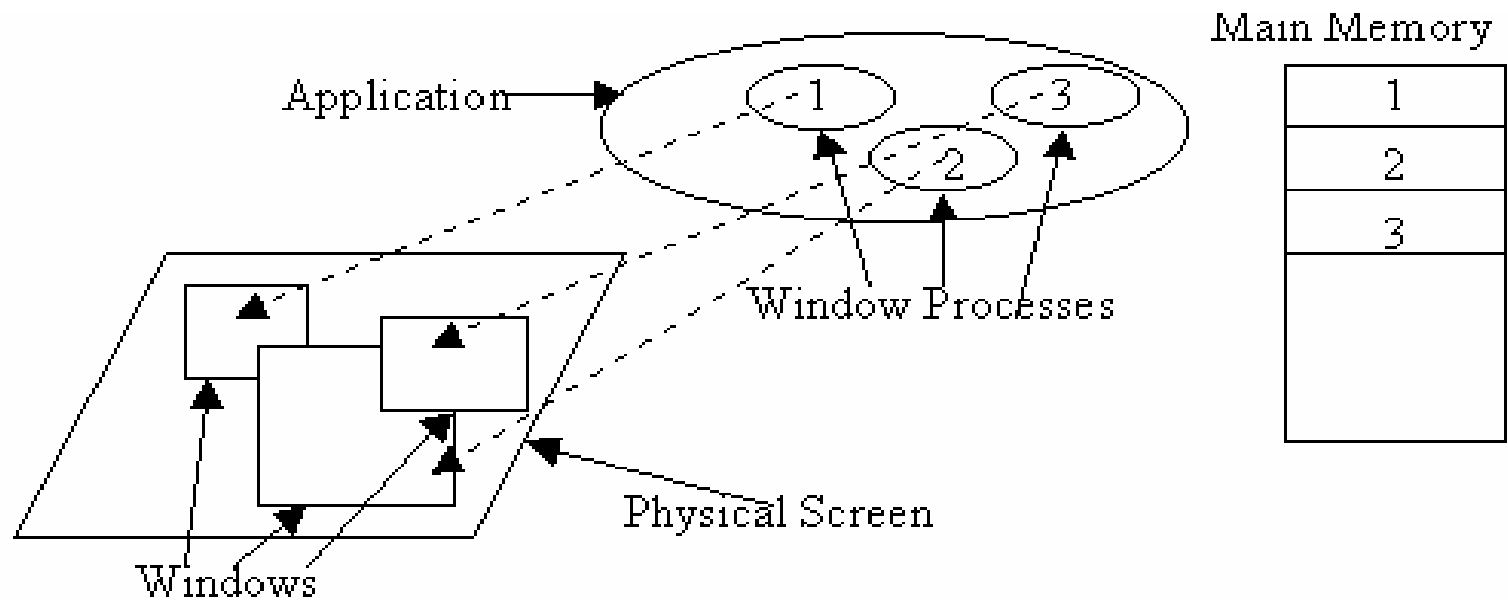 Main Memory
Application
1
3
2
1
2
3
Window Processes
Physical Screen
Windows